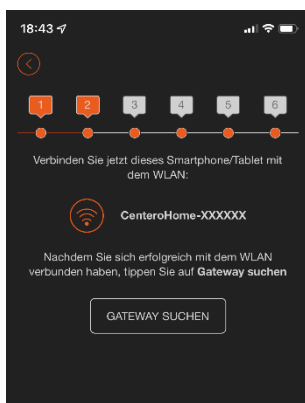 18:43
1 2 3 4 5 6
Verbinden Sie jetzt dieses Smartphone/Tablet mit
dem WLAN:
CenteroHome-XXXXXX
Nachdem Sie sich erfolgreich mit dem WLAN
verbunden haben, tippen Sie auf Gateway suchen
GATEWAY SUCHEN